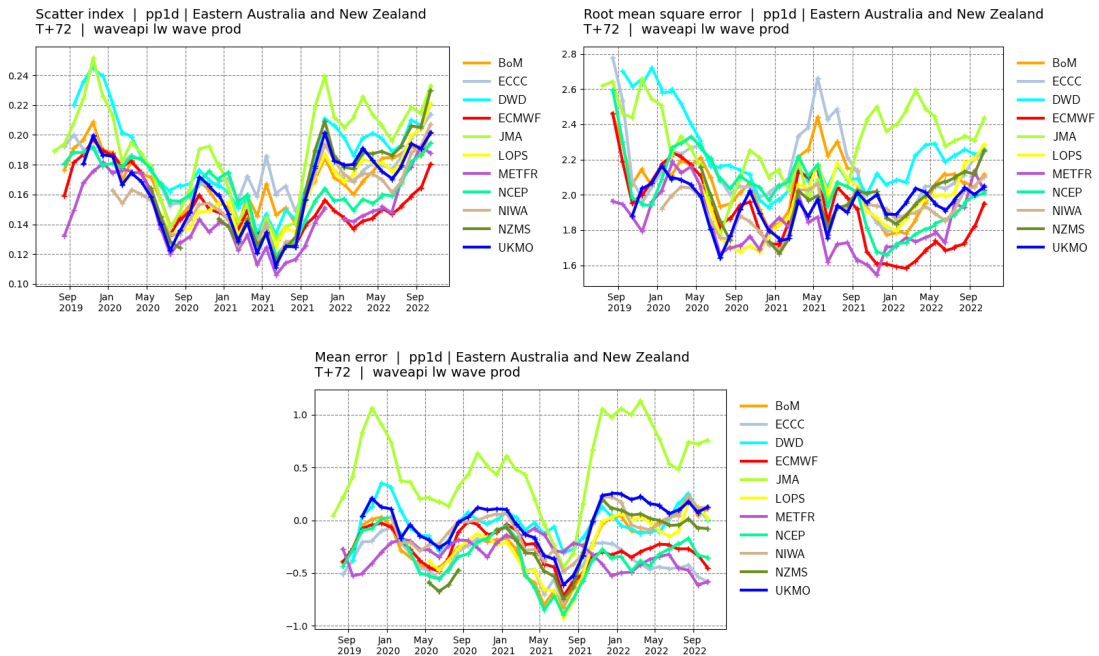 Scatter index | pp1d | Eastern Australia and New Zealand
T+72 | waveapi lw wave prod
0.24
0.22
0.20
0.18
0.16
0.14
0.12
0.10
Sep Jan May Sep Jan May Sep Jan May Sep
2019 2020 2020 2020 2021 2021 2021 2022 2022 2022
BoM
ECCC
DWD
ECMWF
JMA
LOPS
METFR
NCEP
NIWA
NZMS
UKMO
Root mean square error | pp1d | Eastern Australia and New Zealand
T+72 | waveapi lw wave prod
2.8
2.6
2.4
2.2
2.0
1.8
1.6
Sep Jan May Sep Jan May Sep Jan May Sep
2019 2020 2020 2020 2021 2021 2021 2022 2022 2022
BoM
ECCC
DWD
ECMWF
JMA
LOPS
METFR
NCEP
NIWA
NZMS
UKMO
Mean error | pp1d | Eastern Australia and New Zealand
T+72 | waveapi lw wave prod
1.0
0.5
0.0
−0.5
−1.0
Sep Jan May Sep Jan May Sep Jan May Sep
2019 2020 2020 2020 2021 2021 2021 2022 2022 2022
BoM
ECCC
DWD
ECMWF
JMA
LOPS
METFR
NCEP
NIWA
NZMS
UKMO